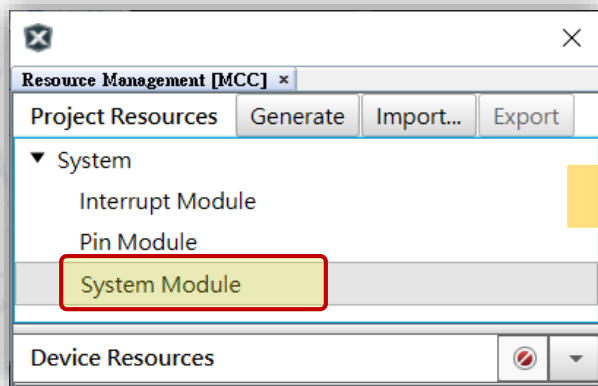 Resource Management [MCC] ×
Project Resources Generate Import... Export
System
Interrupt Module
Pin Module
System Module
Device Resources